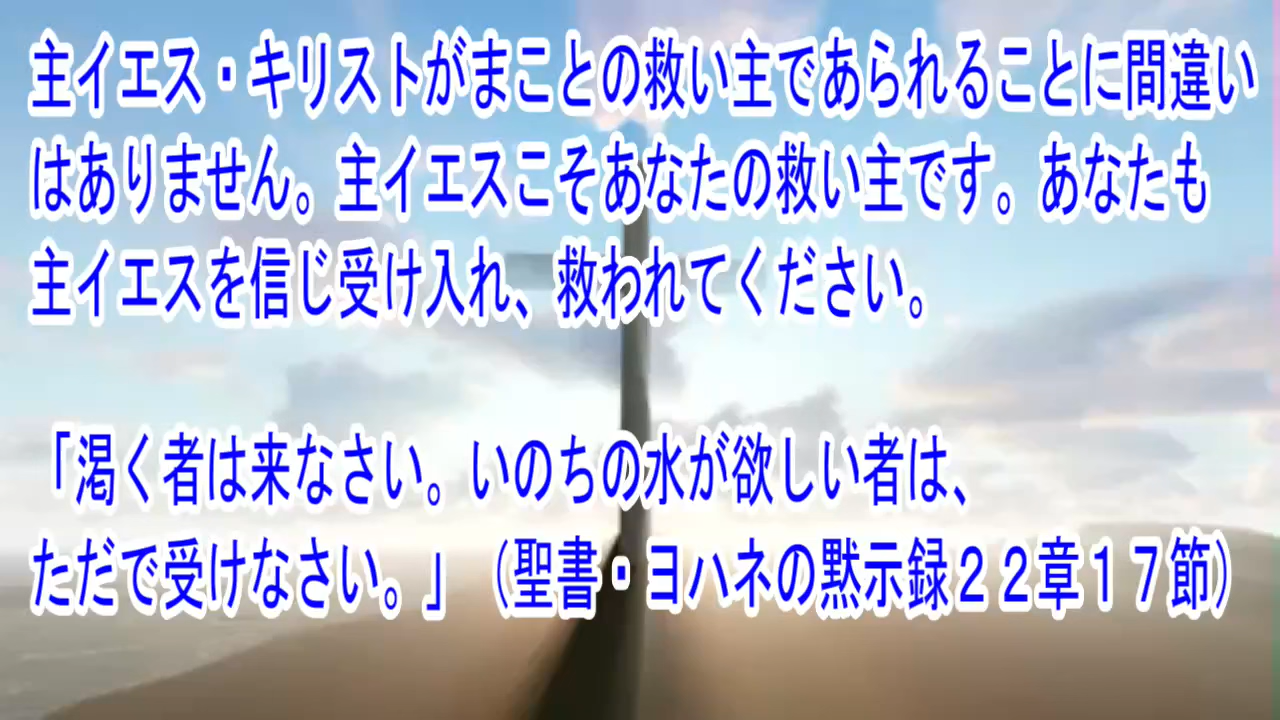 主イエス・キリストがまことの救い主であられることに間違い
はありません。主イエスこそあなたの救い主です。あなたも
主イエスを信じ受け入れ、救われてください。
「渇く者は来なさい。いのちの水が欲しい者は、
ただで受けなさい。」（聖書・ヨハネの黙示録２２章１７節）